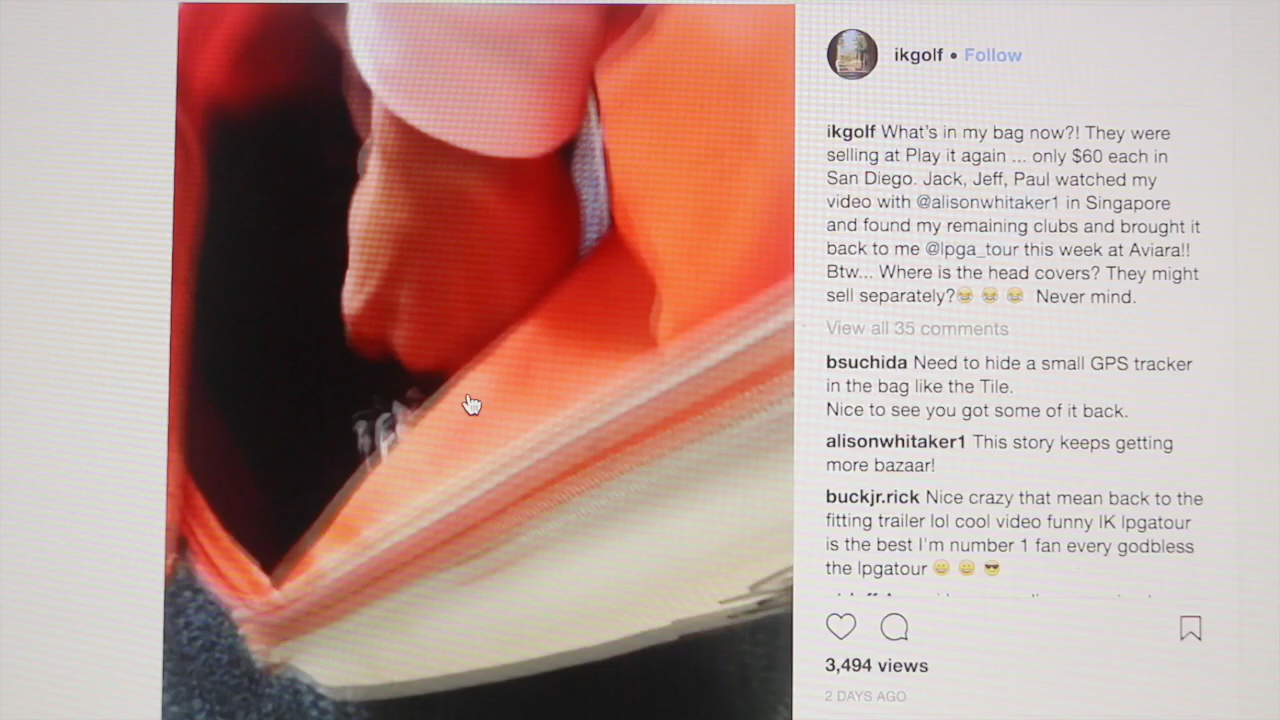 ikgolf • Follow
ikgolf What's in my bag now?! They were
selling at Play it again ... only $60 each in
San Diego. Jack, Jeff, Paul watched my
video with @alisonwhitaker1 in Singapore
and found my remaining clubs and brought it
back to me @lpga_tour this week at Aviara!!
Btw... Where is the head covers? They might
sell separately?😂 😂 😂 Never mind.
View all 35 comments
bsuchida Need to hide a small GPS tracker
in the bag like the Tile.
Nice to see you got some of it back.
alisonwhitaker1 This story keeps getting
more bazaar!
buckjr.rick Nice crazy that mean back to the
fitting trailer lol cool video funny IK lpgatour
is the best I'm number 1 fan every godbless
the lpgatour 😀 😀 😎
3,494 views
2 DAYS AGO